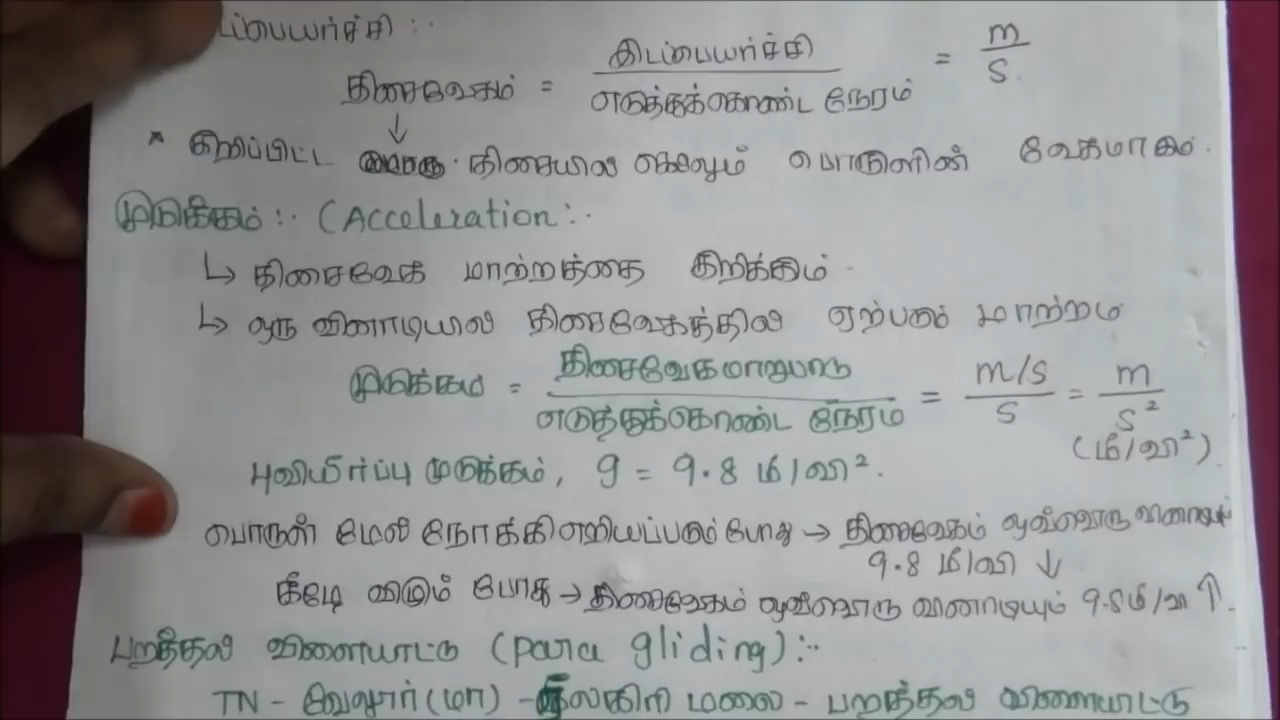 டப்பெயர்ச்சி :-
திசைவேகம் = இடப்பெயர்ச்சி / எடுத்துக்கொண்ட நேரம் = m / s
* குறிப்பிட்ட திசையில் செல்லும் பொருளின் வேகமாகும்.
முடுக்கம் :- (Acceleration :-
↳ திசைவேக மாற்றத்தை குறிக்கும்
↳ ஒரு வினாடியில் திசைவேகத்தில் ஏற்படும் மாற்றம்
முடுக்கம் = திசைவேகமாறுபாடு / எடுத்துக்கொண்ட நேரம் = m/s / s = m / s²
(மீ/வி²)
புவியீர்ப்பு முடுக்கம், g = 9.8 மீ/வி².
பொருள் மேல் நோக்கி எறியப்படும்போது → திசைவேகம் ஒவ்வொரு
9.8 மீ/வி ↓
கீழே விழும் போது → திசைவேகம் ஒவ்வொரு வினாடியும் 9.8மீ/வி ↑.
பறத்தல் விளையாட்டு (para gliding) :-
TN - வேலூர் (மா) - மலை - பறத்தல் விளையாட்டு